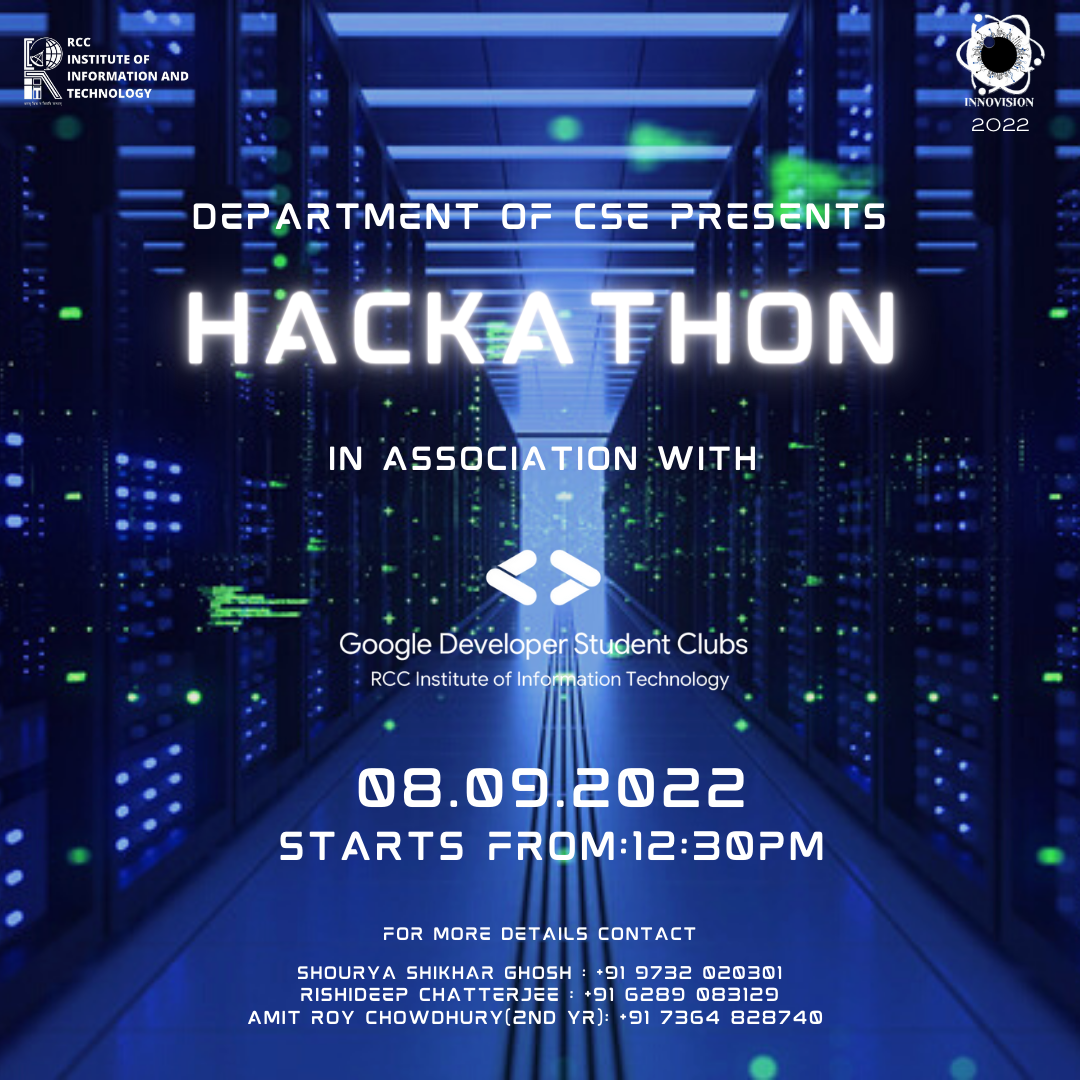 RCC
INSTITUTE OF
INFORMATION AND
TECHNOLOGY
INNOVISION
2022
DEPARTMENT OF CSE PRESENTS
HACKATHON
IN ASSOCIATION WITH
Google Developer Student Clubs
RCC Institute of Information Technology
08.09.2022
STARTS FROM:12:30PM
FOR MORE DETAILS CONTACT
SHOURYA SHIKHAR GHOSH : +91 9732 020301
RISHIDEEP CHATTERJEE : +91 6289 083129
AMIT ROY CHOWDHURY(2ND YR): +91 7364 828740